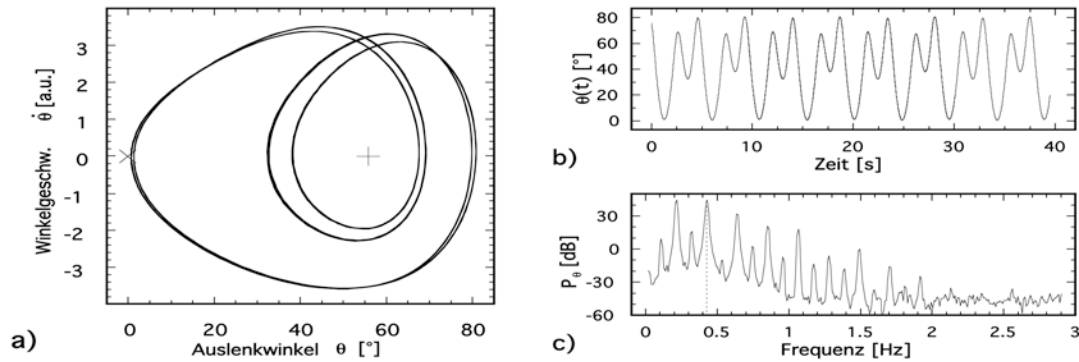 a)
Winkelgeschw. θ̇ [a.u.]
3
2
1
0
-1
-2
-3
0 20 40 60 80
Auslenkwinkel θ [°]
b)
θ(t) [°]
80
60
40
20
0
0 10 20 30 40
Zeit [s]
c)
P_θ [dB]
30
0
-30
-60
0 0.5 1 1.5 2 2.5 3
Frequenz [Hz]